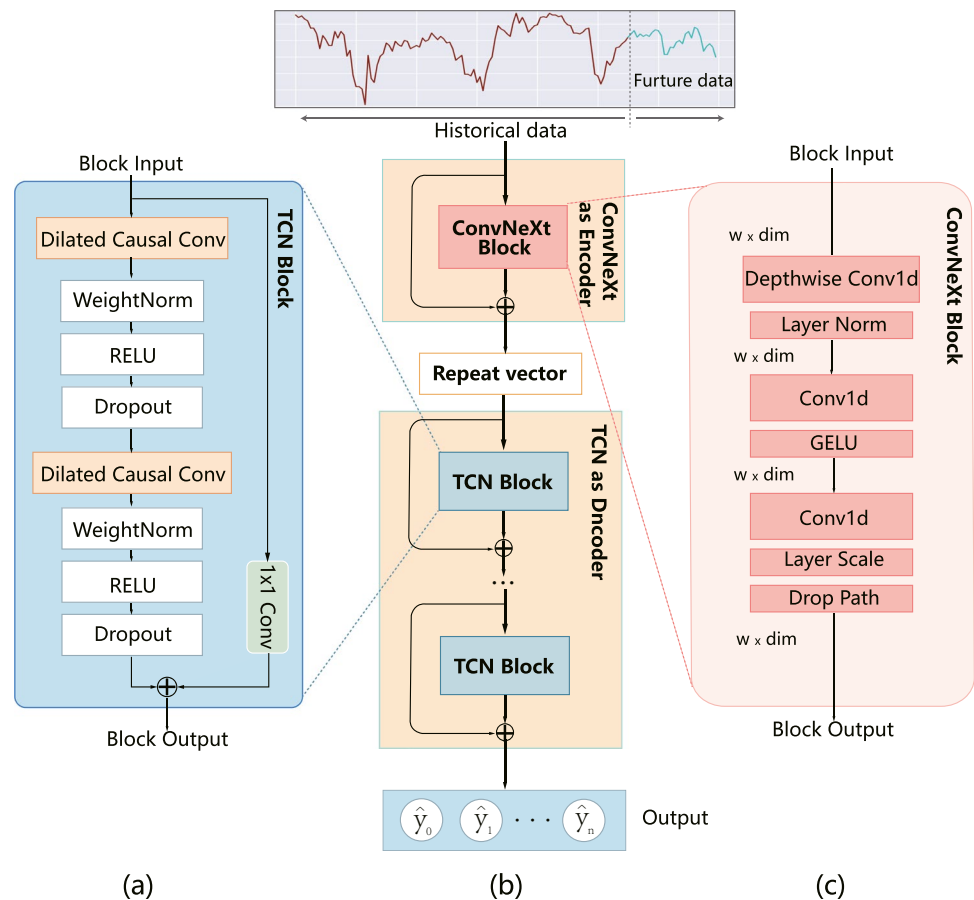 Furture data
Historical data
Block Input
TCN Block
Dilated Causal Conv
WeightNorm
RELU
Dropout
Dilated Causal Conv
WeightNorm
RELU
Dropout
1x1 Conv
Block Output
(a)
ConvNeXt
as Encoder
ConvNeXt
Block
Repeat vector
TCN as Dncoder
TCN Block
...
TCN Block
ŷ₀ ŷ₁ ··· ŷₙ
Output
(b)
Block Input
ConvNeXt Block
w x dim
Depthwise Conv1d
Layer Norm
w x dim
Conv1d
GELU
w x dim
Conv1d
Layer Scale
Drop Path
w x dim
Block Output
(c)